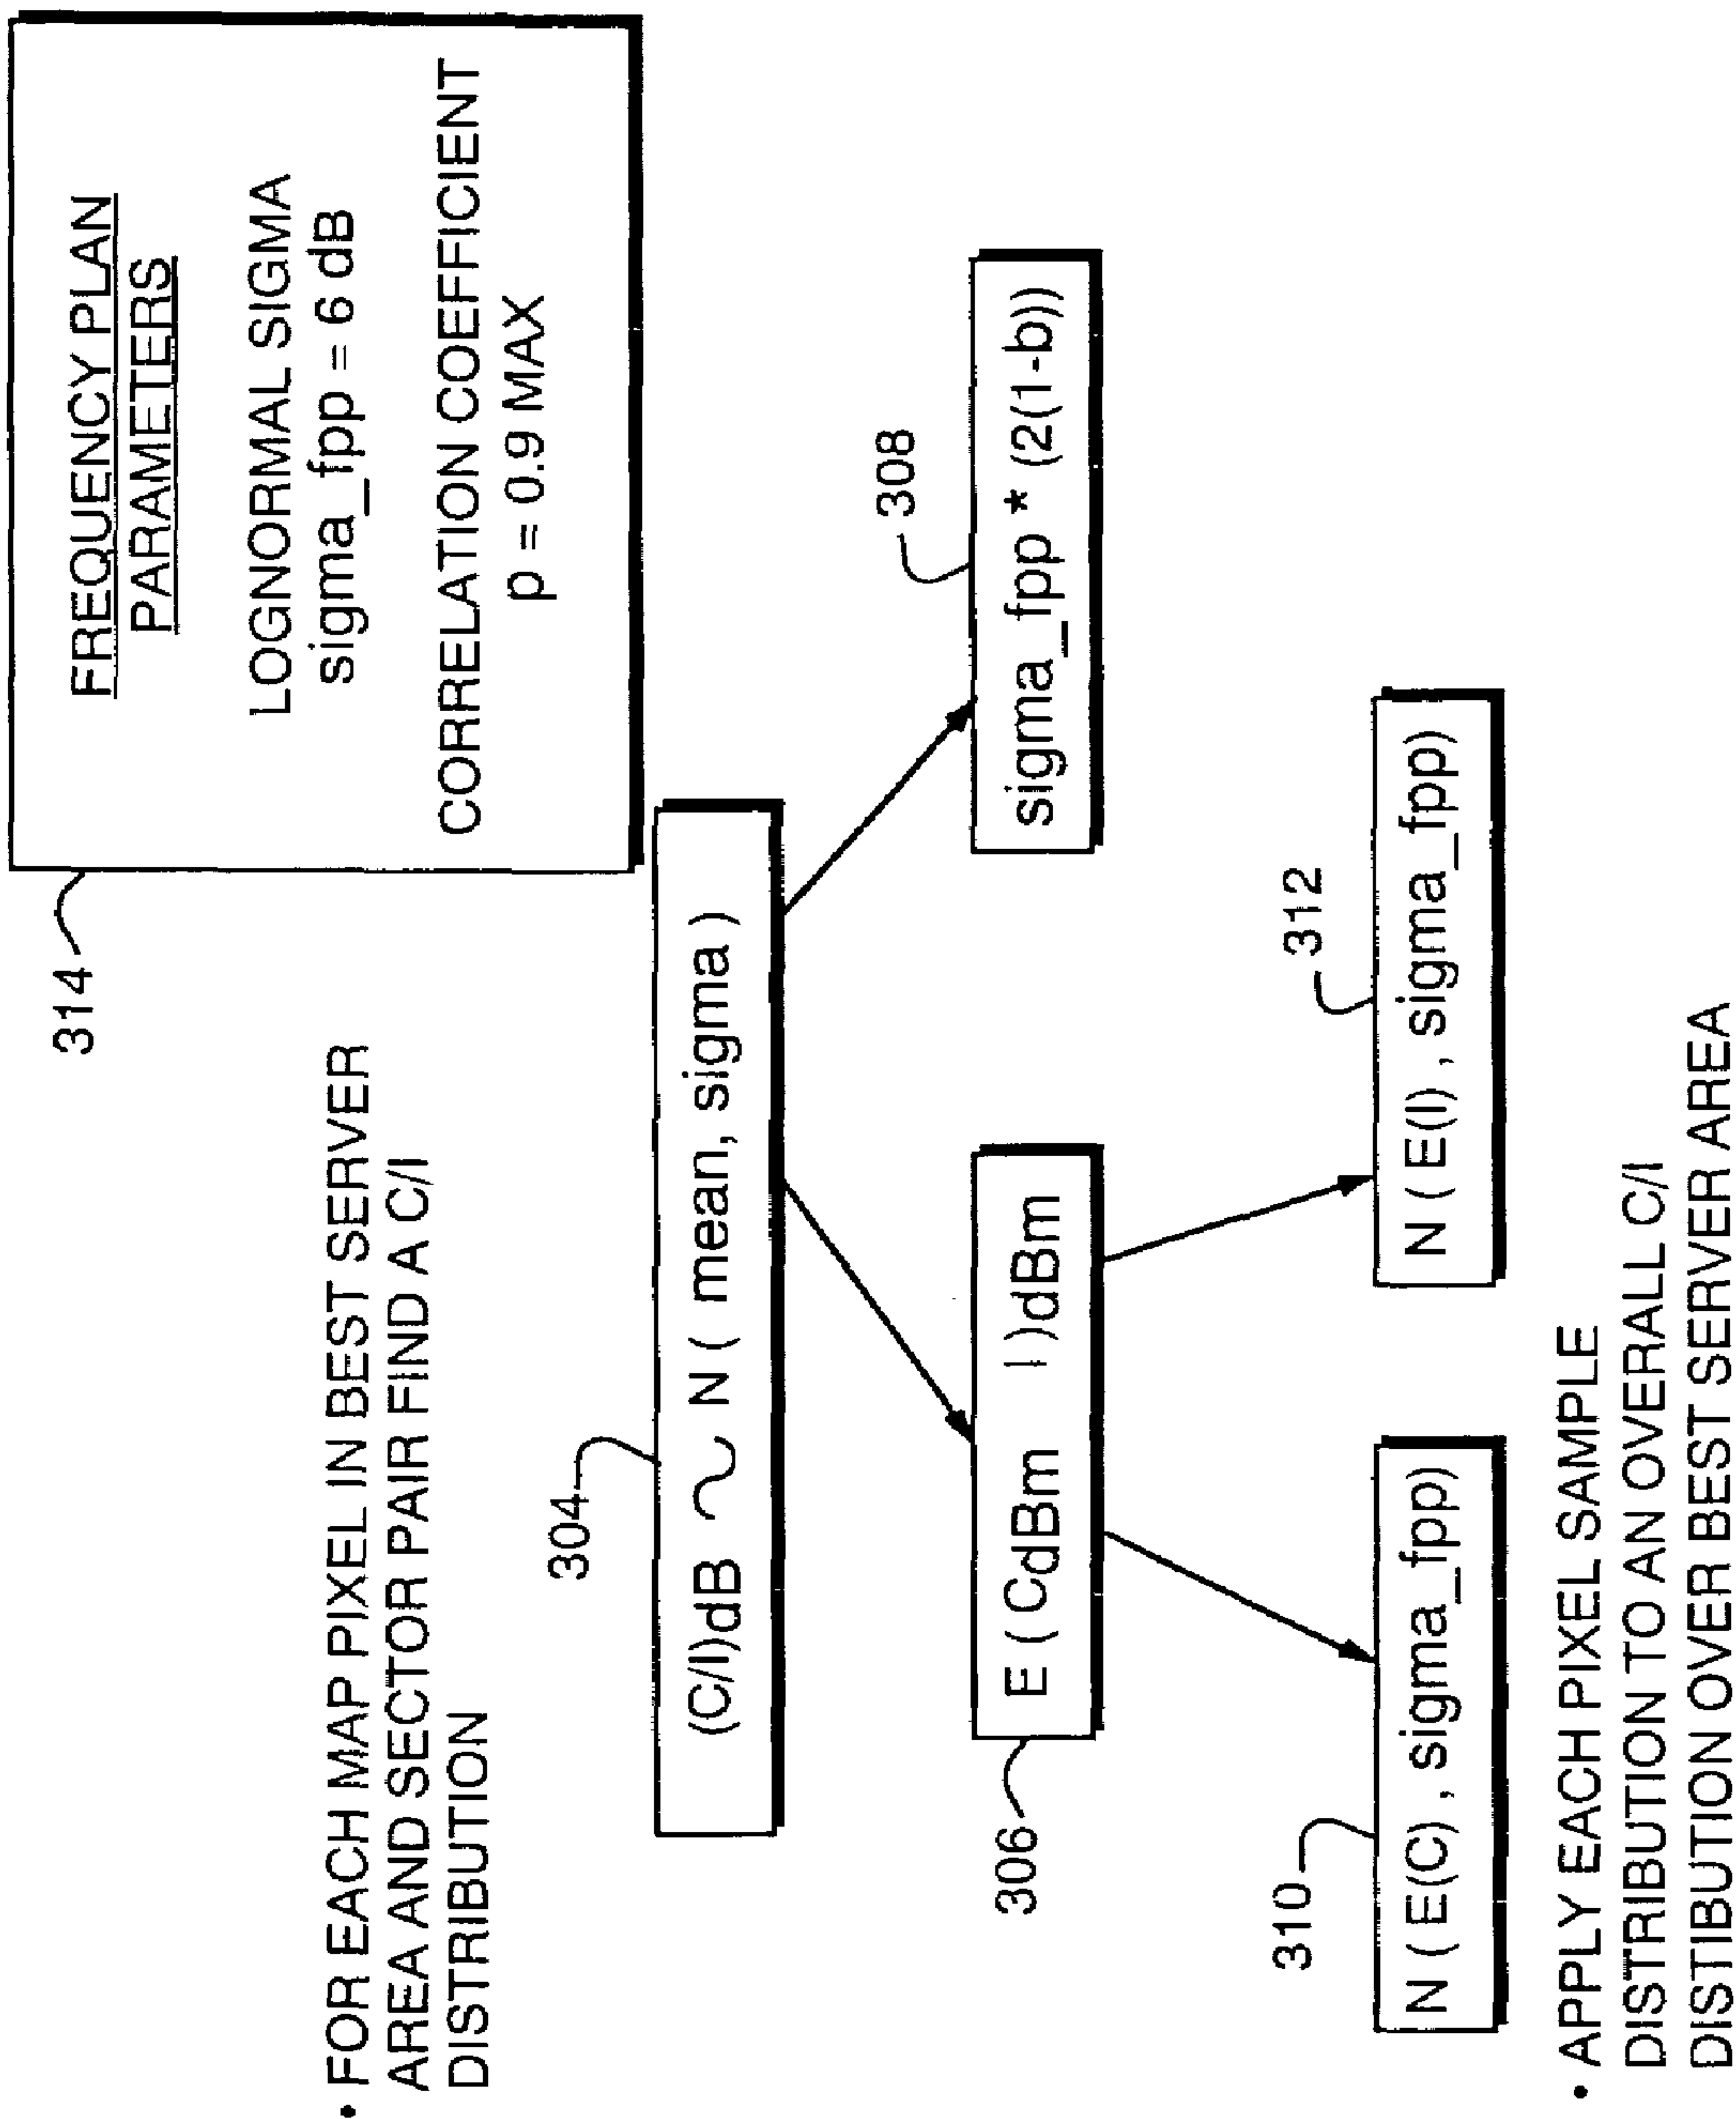 • FOR EACH MAP PIXEL IN BEST SERVER
AREA AND SECTOR PAIR FIND A C/I
DISTRIBUTION
314
FREQUENCY PLAN
PARAMETERS
LOGNORMAL SIGMA
sigma_fpp = 6 dB
CORRELATION COEFFICIENT
p = 0.9 MAX
304
(C/I)dB ~ N ( mean, sigma )
306
E ( CdBm I )dBm
308
sigma_fpp * (2(1-b))
310
N ( E(C) , sigma_fpp)
312
N ( E(I) , sigma_fpp)
• APPLY EACH PIXEL SAMPLE
DISTRIBUTION TO AN OVERALL C/I
DISTIBUTION OVER BEST SERVER AREA